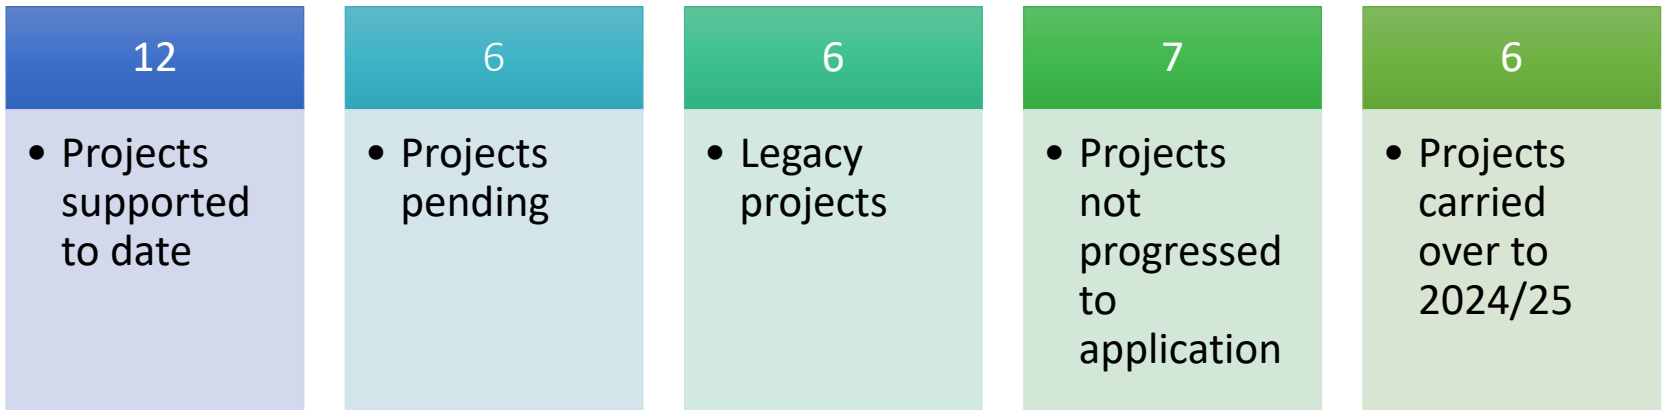 12
• Projects
supported
to date
6
• Projects
pending
6
• Legacy
projects
7
• Projects
not
progressed
to
application
6
• Projects
carried
over to
2024/25